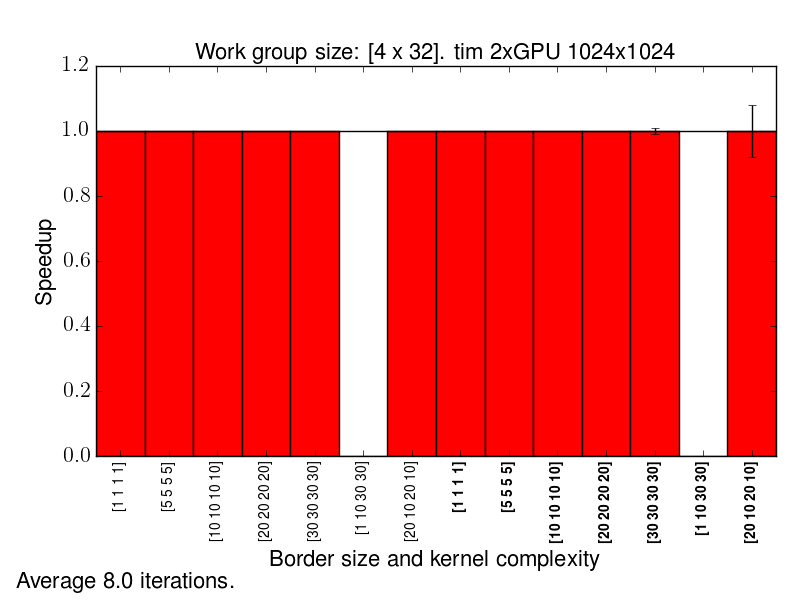 Work group size: [4 x 32]. tim 2xGPU 1024x1024
1.2
1.0
0.8
0.6
0.4
0.2
0.0
Speedup
[1 1 1 1]
[5 5 5 5]
[10 10 10 10]
[20 20 20 20]
[30 30 30 30]
[1 10 30 30]
[20 10 20 10]
[1 1 1 1]
[5 5 5 5]
[10 10 10 10]
[20 20 20 20]
[30 30 30 30]
[1 10 30 30]
[20 10 20 10]
Border size and kernel complexity
Average 8.0 iterations.